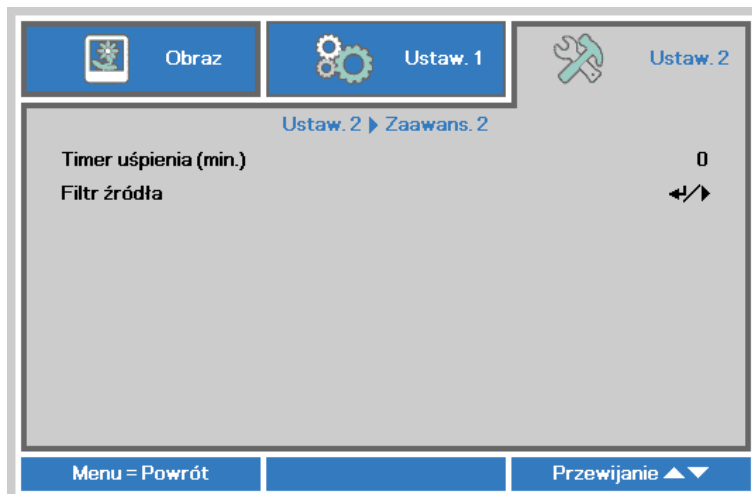 Obraz
Ustaw. 1
Ustaw. 2
Ustaw. 2 ▶ Zaawans. 2
Timer uśpienia (min.) 0
Filtr źródła ↵/▶
Menu = Powrót
Przewijanie ▲▼